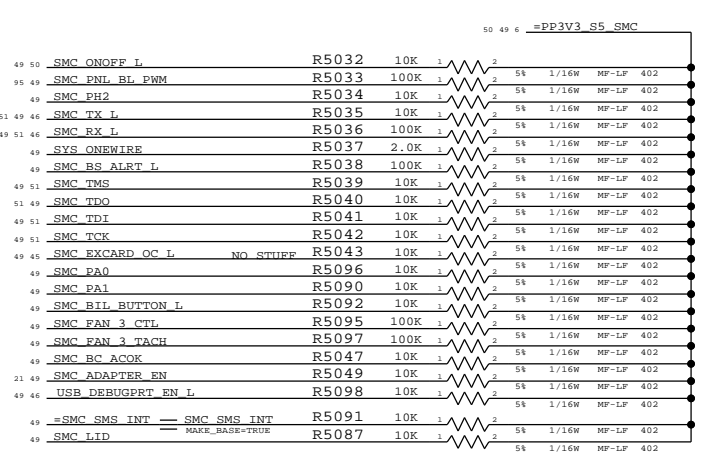 50 49 6 =PP3V3_S5_SMC
49 50 SMC_ONOFF_L R5032 10K 1 2
5% 1/16W MF-LF 402
95 49 SMC_PNL_BL_PWM R5033 100K 1 2
5% 1/16W MF-LF 402
49 SMC_PH2 R5034 10K 1 2
5% 1/16W MF-LF 402
51 49 46 SMC_TX_L R5035 10K 1 2
5% 1/16W MF-LF 402
49 51 46 SMC_RX_L R5036 100K 1 2
5% 1/16W MF-LF 402
49 SYS_ONEWIRE R5037 2.0K 1 2
5% 1/16W MF-LF 402
49 SMC_BS_ALRT_L R5038 100K 1 2
5% 1/16W MF-LF 402
49 51 SMC_TMS R5039 10K 1 2
5% 1/16W MF-LF 402
51 49 SMC_TDO R5040 10K 1 2
5% 1/16W MF-LF 402
49 51 SMC_TDI R5041 10K 1 2
5% 1/16W MF-LF 402
49 51 SMC_TCK R5042 10K 1 2
5% 1/16W MF-LF 402
49 45 SMC_EXCARD_OC_L NO STUFF R5043 10K 1 2
5% 1/16W MF-LF 402
49 SMC_PA0 R5096 10K 1 2
5% 1/16W MF-LF 402
49 SMC_PA1 R5090 10K 1 2
5% 1/16W MF-LF 402
49 SMC_BIL_BUTTON_L R5092 10K 1 2
5% 1/16W MF-LF 402
49 SMC_FAN_3_CTL R5095 100K 1 2
5% 1/16W MF-LF 402
49 SMC_FAN_3_TACH R5097 100K 1 2
5% 1/16W MF-LF 402
49 SMC_BC_ACOK R5047 10K 1 2
5% 1/16W MF-LF 402
21 49 SMC_ADAPTER_EN R5049 10K 1 2
5% 1/16W MF-LF 402
49 46 USB_DEBUGPRT_EN_L R5098 10K 1 2
5% 1/16W MF-LF 402
49 =SMC_SMS_INT SMC_SMS_INT R5091 10K 1 2
MAKE_BASE=TRUE 5% 1/16W MF-LF 402
49 SMC_LID R5087 10K 1 2
5% 1/16W MF-LF 402